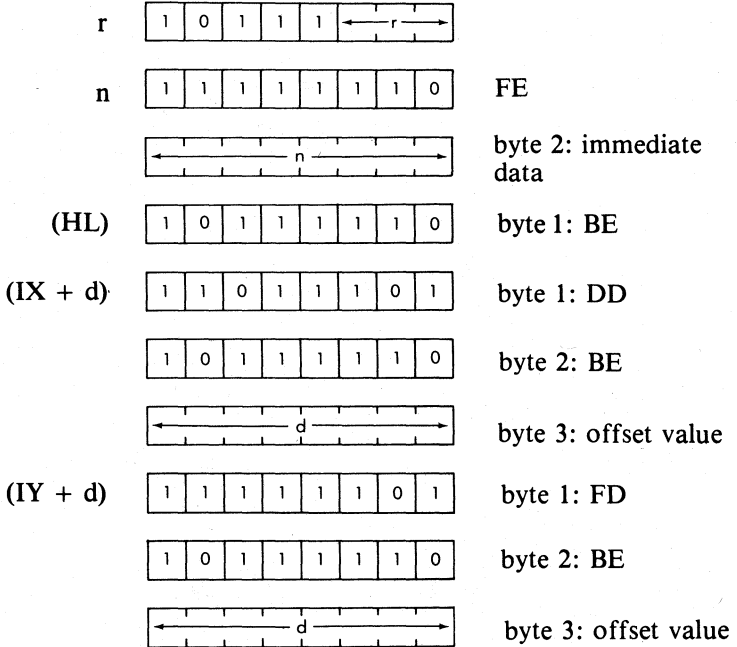 r 1 0 1 1 1 r
n 1 1 1 1 1 1 1 0 FE
n byte 2: immediate
data
(HL) 1 0 1 1 1 1 1 0 byte 1: BE
(IX + d) 1 1 0 1 1 1 0 1 byte 1: DD
1 0 1 1 1 1 1 0 byte 2: BE
d byte 3: offset value
(IY + d) 1 1 1 1 1 1 0 1 byte 1: FD
1 0 1 1 1 1 1 0 byte 2: BE
d byte 3: offset value